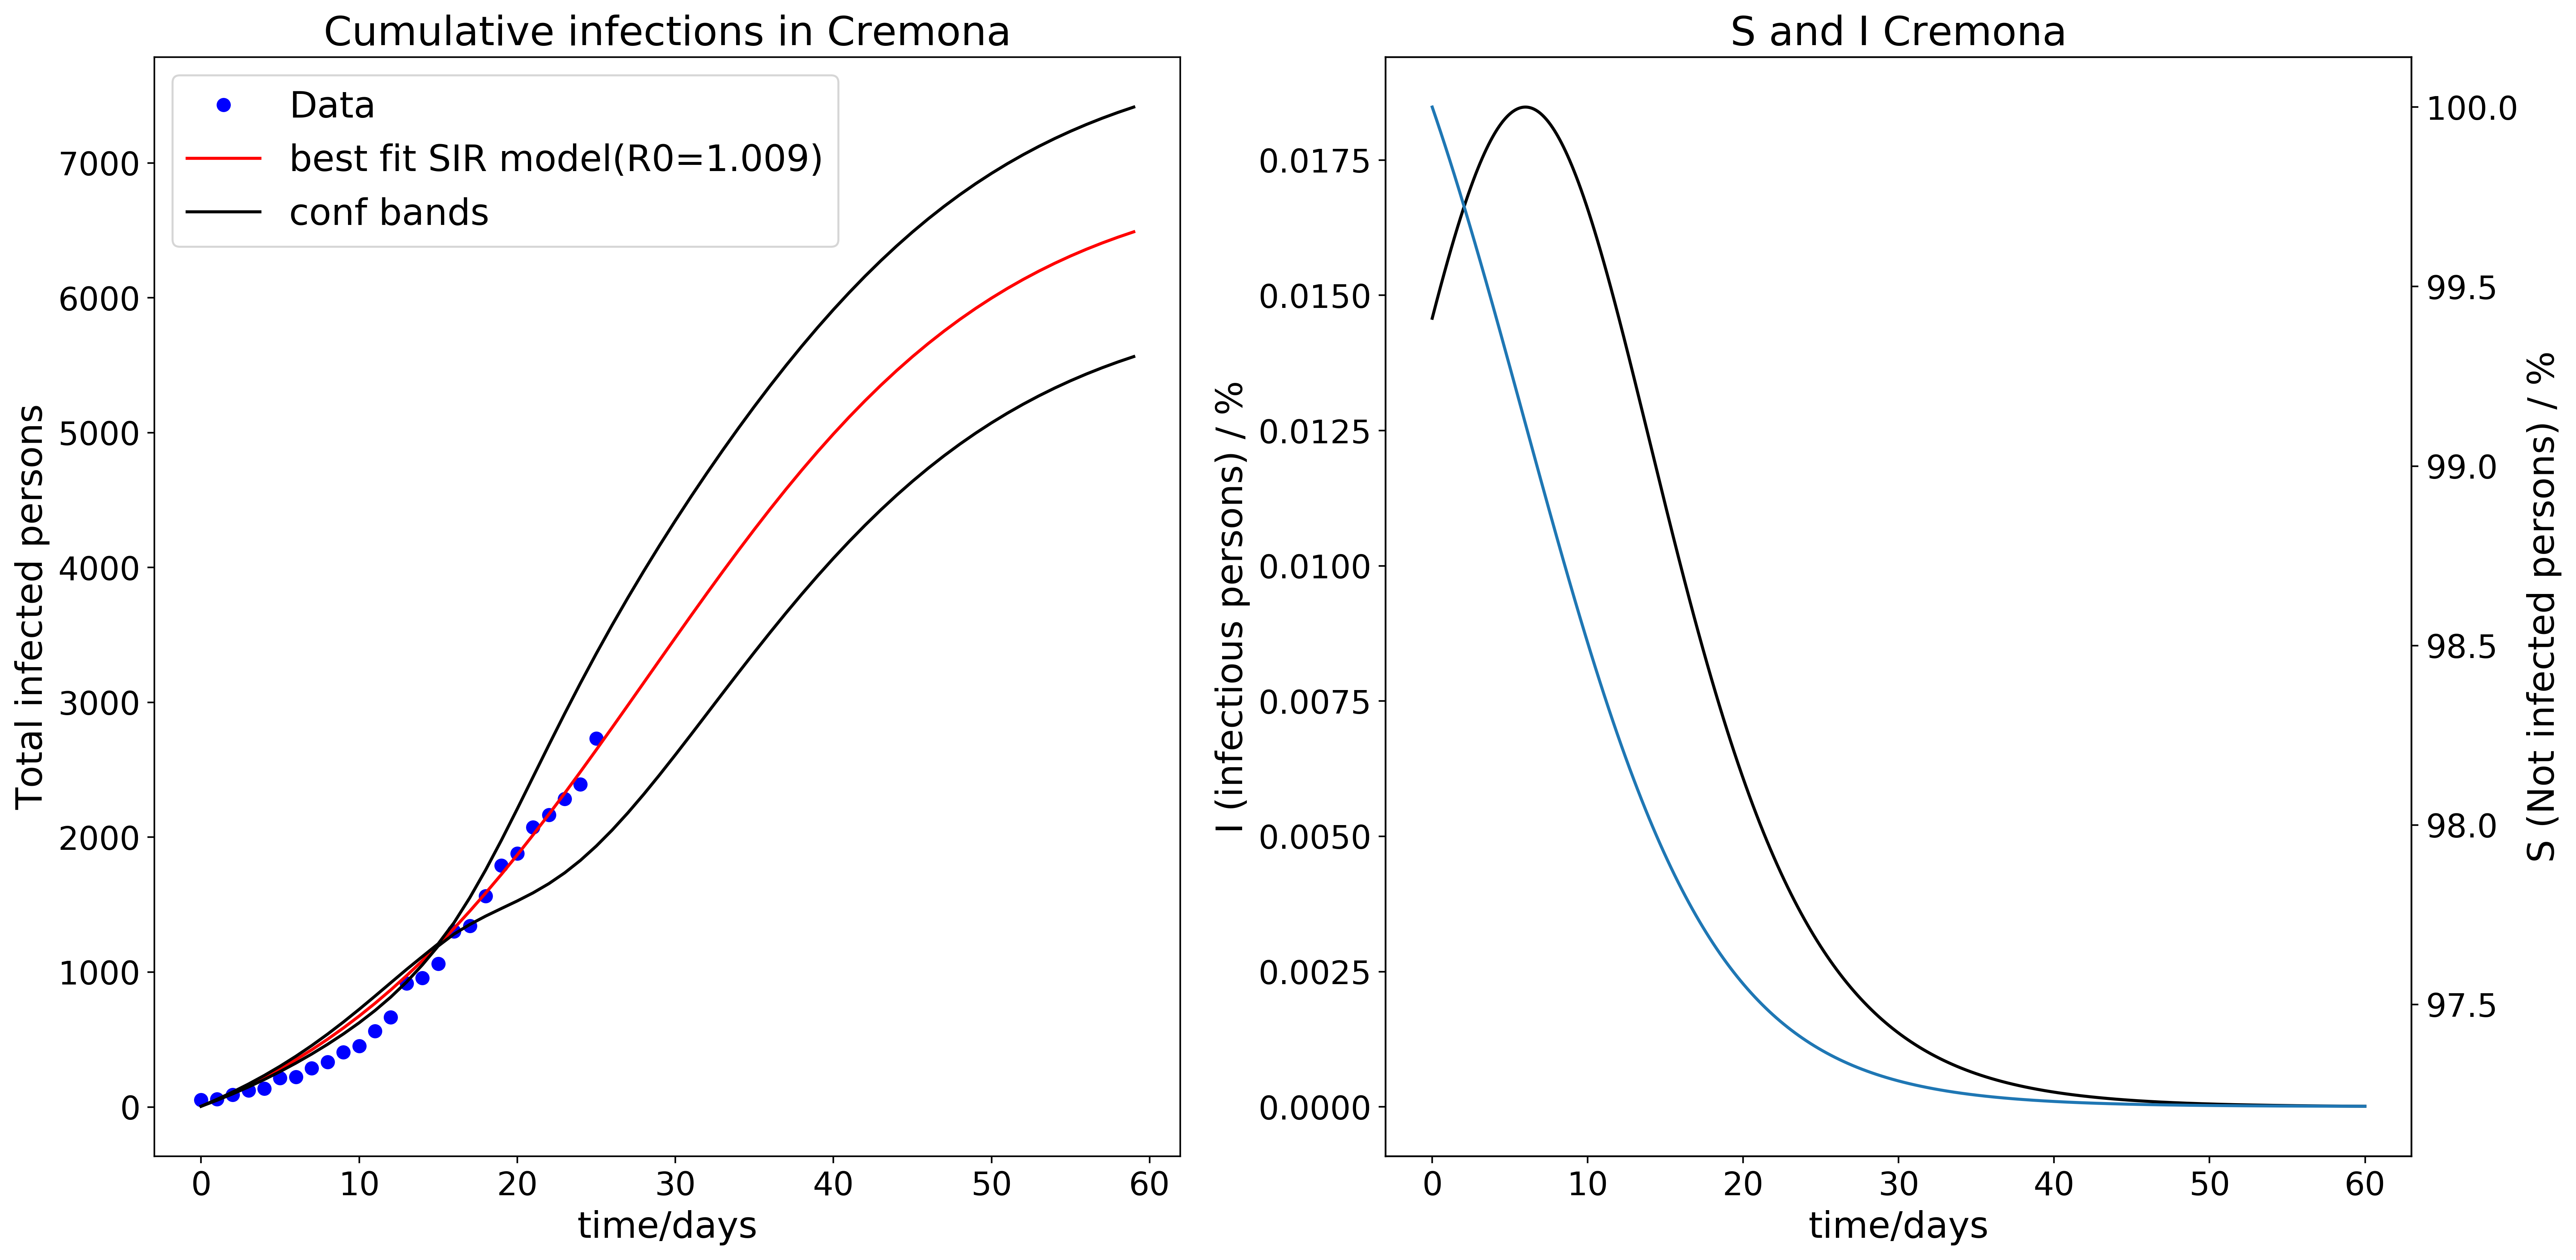 Cumulative infections in Cremona
Data
best fit SIR model(R0=1.009)
conf bands
Total infected persons
7000
6000
5000
4000
3000
2000
1000
0
0 10 20 30 40 50 60
time/days
S and I Cremona
I (infectious persons) / %
0.0175
0.0150
0.0125
0.0100
0.0075
0.0050
0.0025
0.0000
100.0
99.5
99.0
98.5
98.0
97.5
S (Not infected persons) / %
0 10 20 30 40 50 60
time/days